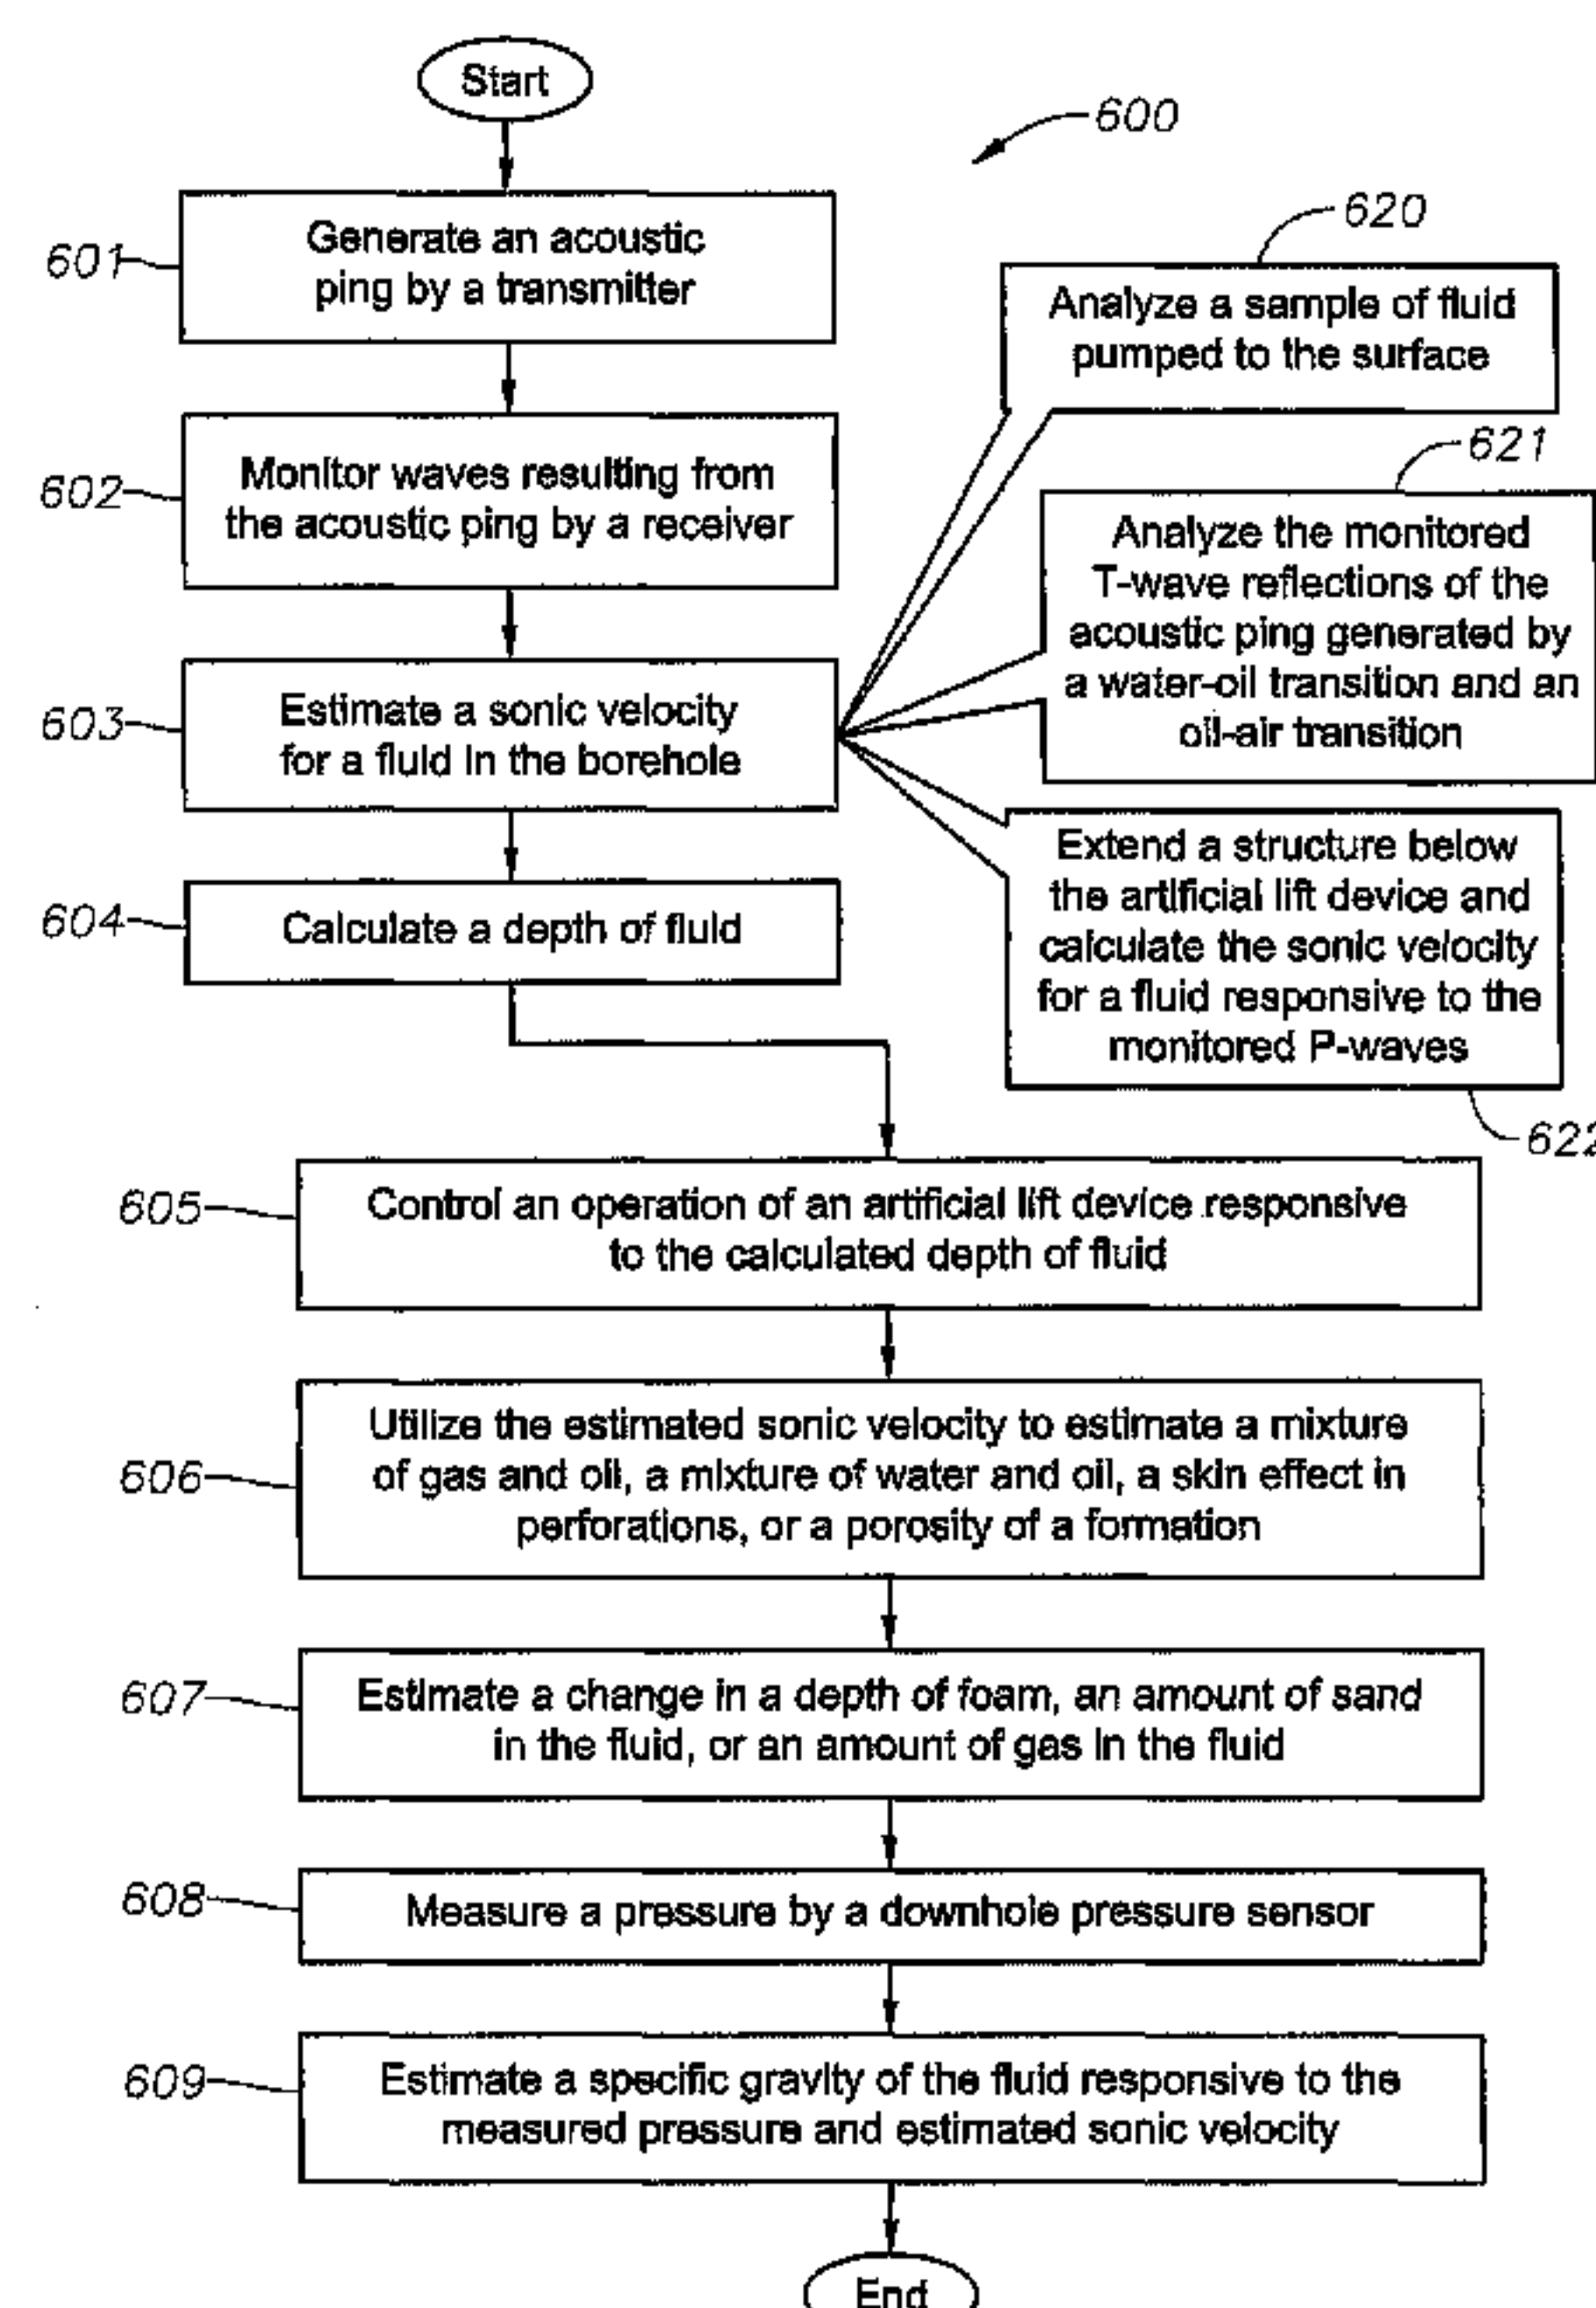 Start
600
601
Generate an acoustic
ping by a transmitter
620
Analyze a sample of fluid
pumped to the surface
602
Monitor waves resulting from
the acoustic ping by a receiver
621
Analyze the monitored
T-wave reflections of the
acoustic ping generated by
a water-oil transition and an
oil-air transition
603
Estimate a sonic velocity
for a fluid in the borehole
622
Extend a structure below
the artificial lift device and
calculate the sonic velocity
for a fluid responsive to the
monitored P-waves
604
Calculate a depth of fluid
605
Control an operation of an artificial lift device responsive
to the calculated depth of fluid
606
Utilize the estimated sonic velocity to estimate a mixture
of gas and oil, a mixture of water and oil, a skin effect in
perforations, or a porosity of a formation
607
Estimate a change in a depth of foam, an amount of sand
in the fluid, or an amount of gas in the fluid
608
Measure a pressure by a downhole pressure sensor
609
Estimate a specific gravity of the fluid responsive to the
measured pressure and estimated sonic velocity
End